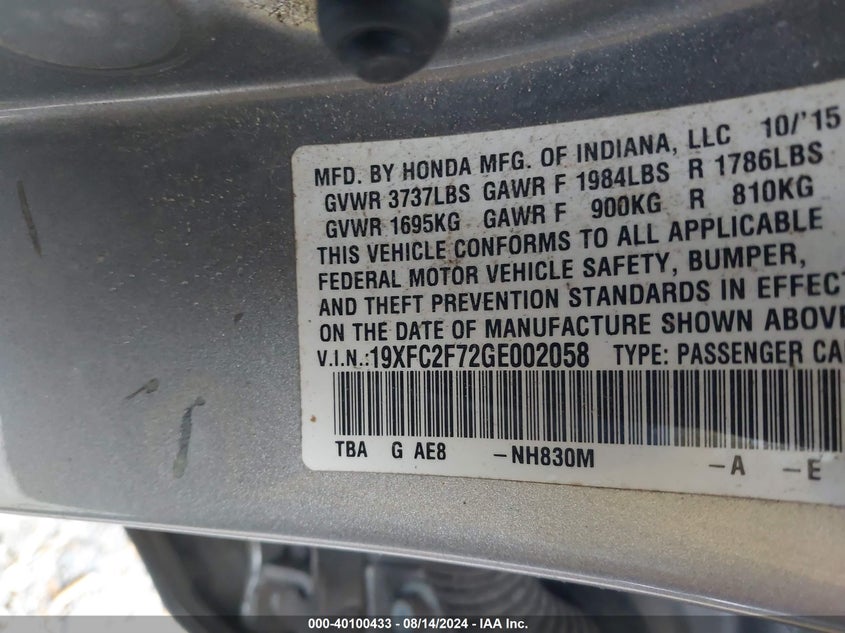 MFD. BY HONDA MFG. OF INDIANA, LLC 10/'15
GVWR 3737LBS GAWR F 1984LBS R 1786LBS
GVWR 1695KG GAWR F 900KG R 810KG
THIS VEHICLE CONFORMS TO ALL APPLICABLE
FEDERAL MOTOR VEHICLE SAFETY, BUMPER,
AND THEFT PREVENTION STANDARDS IN EFFECT
ON THE DATE OF MANUFACTURE SHOWN ABOVE
V.I.N.:19XFC2F72GE002058 TYPE: PASSENGER CA
TBA G AE8 -NH830M -A -E
000-40100433 - 08/14/2024 - IAA Inc.